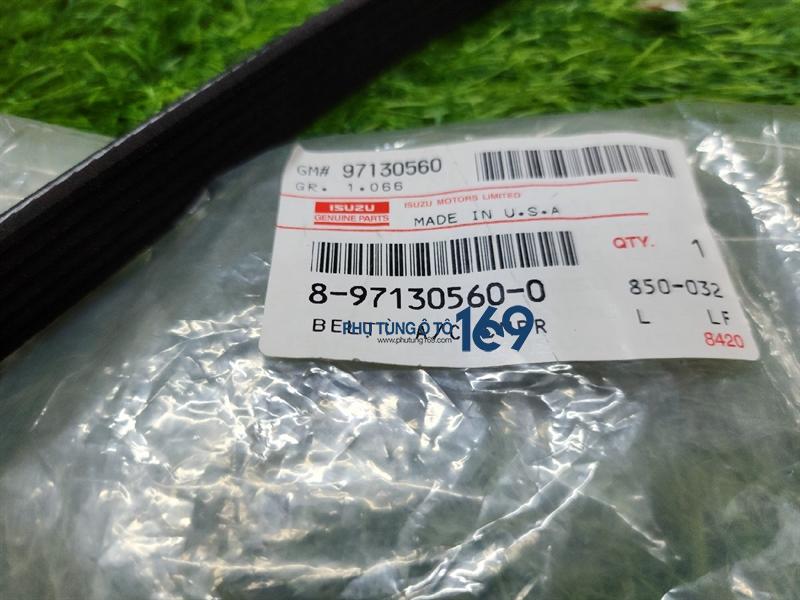 GM# 97130560
GR. 1.066
ISUZU
GENUINE PARTS
ISUZU MOTORS LIMITED
MADE IN U.S.A
QTY. 1
8-97130560-0
850-032
BELT A/C
L LF
8420
PHỤ TÙNG Ô TÔ 169
www.phutung169.com